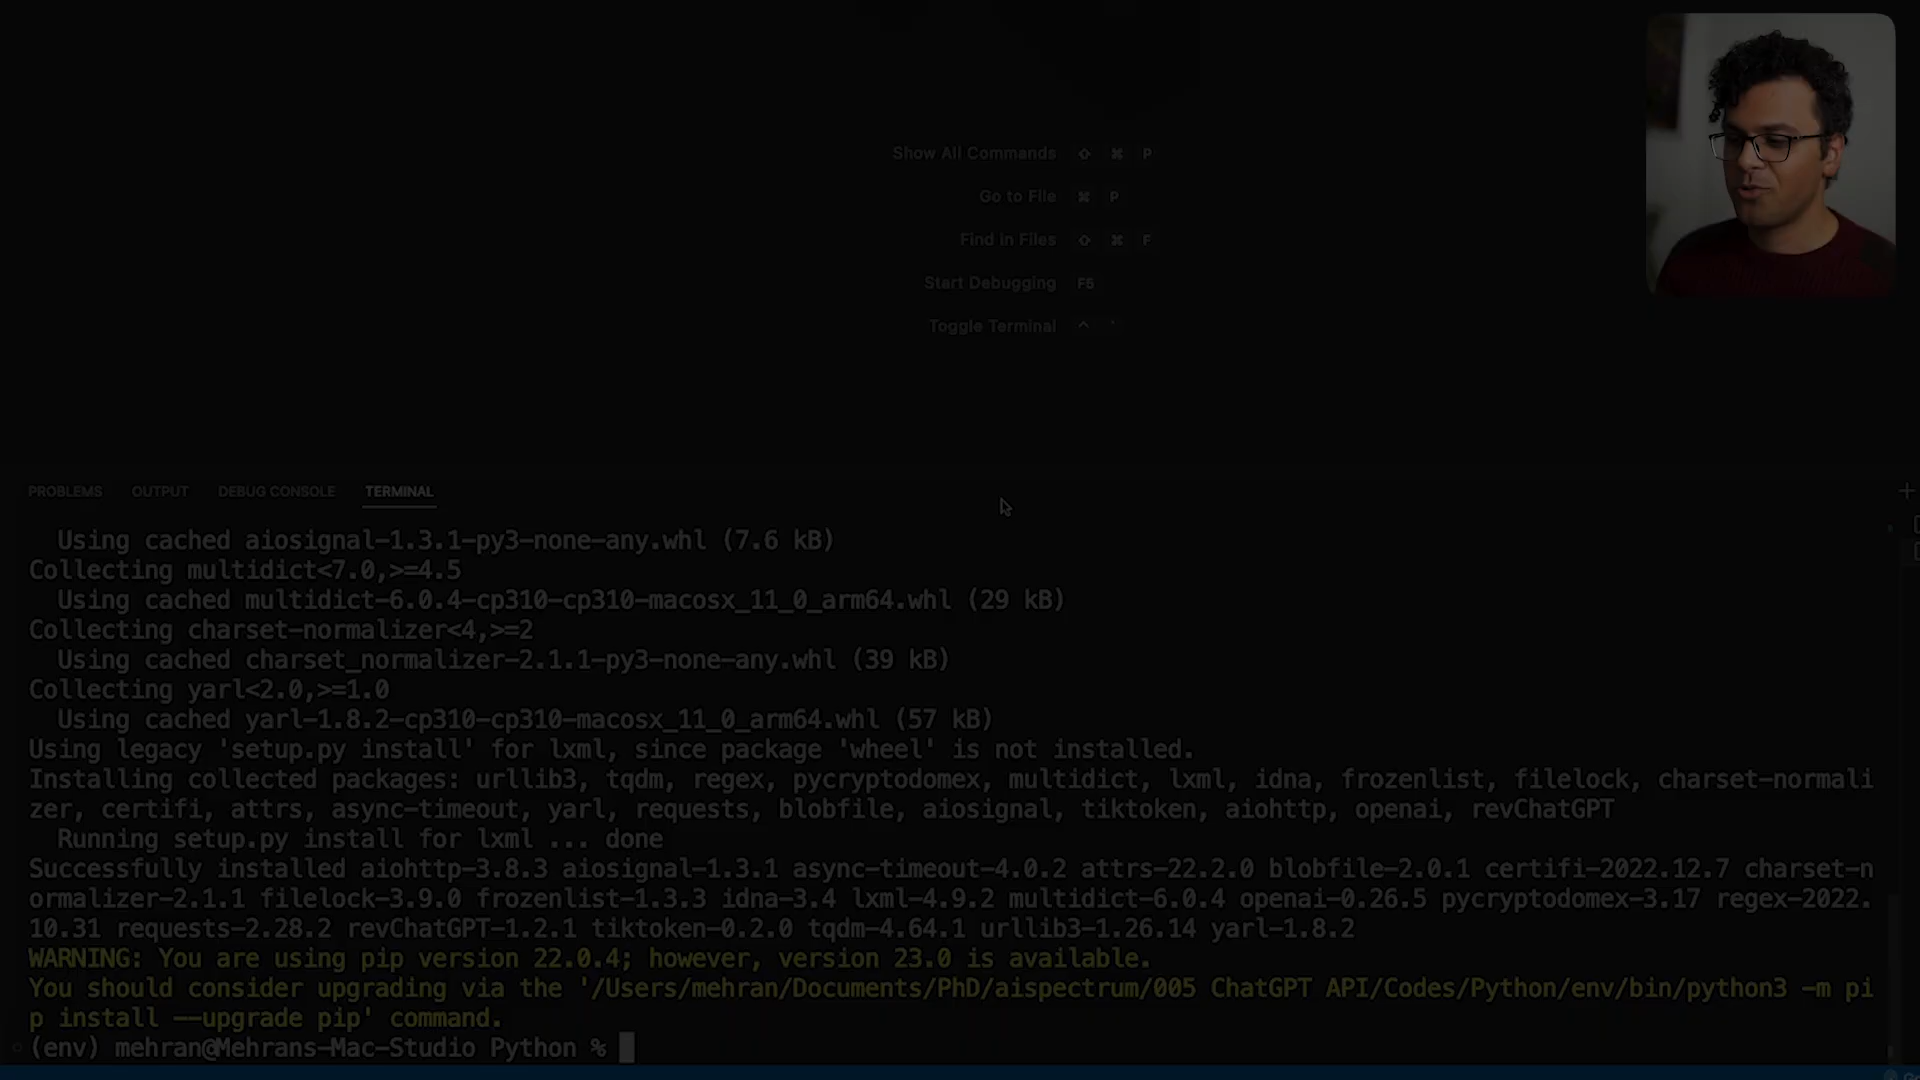 Show All Commands ⇧ ⌘ P
Go to File ⌘ P
Find in Files ⇧ ⌘ F
Start Debugging F5
Toggle Terminal ^ `
PROBLEMS OUTPUT DEBUG CONSOLE TERMINAL
Using cached aiosignal-1.3.1-py3-none-any.whl (7.6 kB)
Collecting multidict<7.0,>=4.5
Using cached multidict-6.0.4-cp310-cp310-macosx_11_0_arm64.whl (29 kB)
Collecting charset-normalizer<4,>=2
Using cached charset_normalizer-2.1.1-py3-none-any.whl (39 kB)
Collecting yarl<2.0,>=1.0
Using cached yarl-1.8.2-cp310-cp310-macosx_11_0_arm64.whl (57 kB)
Using legacy 'setup.py install' for lxml, since package 'wheel' is not installed.
Installing collected packages: urllib3, tqdm, regex, pycryptodomex, multidict, lxml, idna, frozenlist, filelock, charset-normali
zer, certifi, attrs, async-timeout, yarl, requests, blobfile, aiosignal, tiktoken, aiohttp, openai, revChatGPT
Running setup.py install for lxml ... done
Successfully installed aiohttp-3.8.3 aiosignal-1.3.1 async-timeout-4.0.2 attrs-22.2.0 blobfile-2.0.1 certifi-2022.12.7 charset-n
ormalizer-2.1.1 filelock-3.9.0 frozenlist-1.3.3 idna-3.4 lxml-4.9.2 multidict-6.0.4 openai-0.26.5 pycryptodomex-3.17 regex-2022.
10.31 requests-2.28.2 revChatGPT-1.2.1 tiktoken-0.2.0 tqdm-4.64.1 urllib3-1.26.14 yarl-1.8.2
WARNING: You are using pip version 22.0.4; however, version 23.0 is available.
You should consider upgrading via the '/Users/mehran/Documents/PhD/aispectrum/005 ChatGPT API/Codes/Python/env/bin/python3 -m pi
p install --upgrade pip' command.
(env) mehran@Mehrans-Mac-Studio Python %